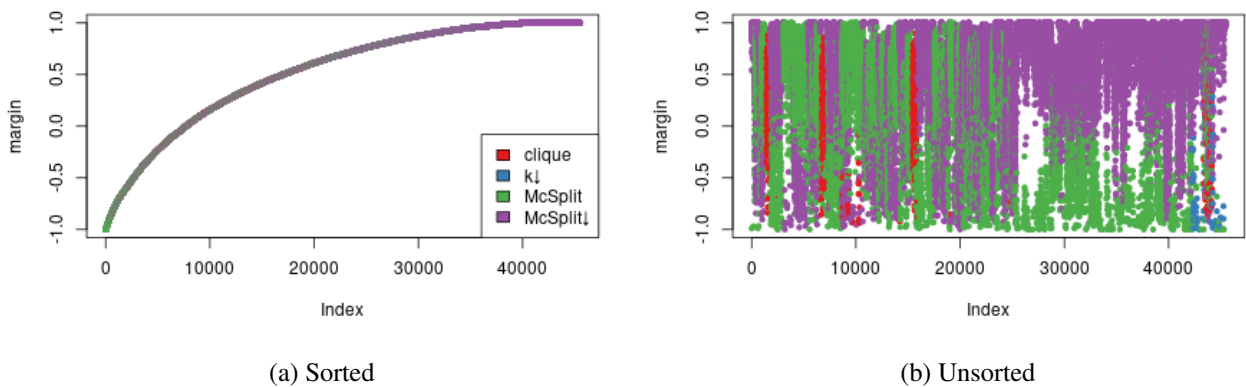 1.0
0.5
0.0
-0.5
-1.0
margin
0 10000 20000 30000 40000
Index
clique
k↓
McSplit
McSplit↓
(a) Sorted
1.0
0.5
0.0
-0.5
-1.0
margin
0 10000 20000 30000 40000
Index
(b) Unsorted